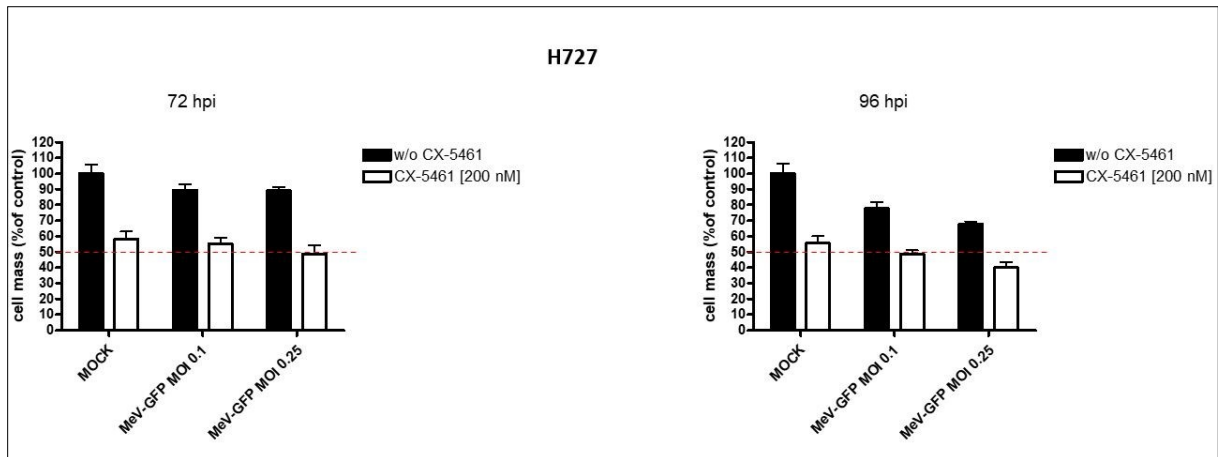 H727
72 hpi
cell mass (%of control)
120
110
100
90
80
70
60
50
40
30
20
10
0
MOCK
MeV-GFP MOI 0.1
MeV-GFP MOI 0.25
w/o CX-5461
CX-5461 [200 nM]
96 hpi
cell mass (%of control)
120
110
100
90
80
70
60
50
40
30
20
10
0
MOCK
MeV-GFP MOI 0.1
MeV-GFP MOI 0.25
w/o CX-5461
CX-5461 [200 nM]